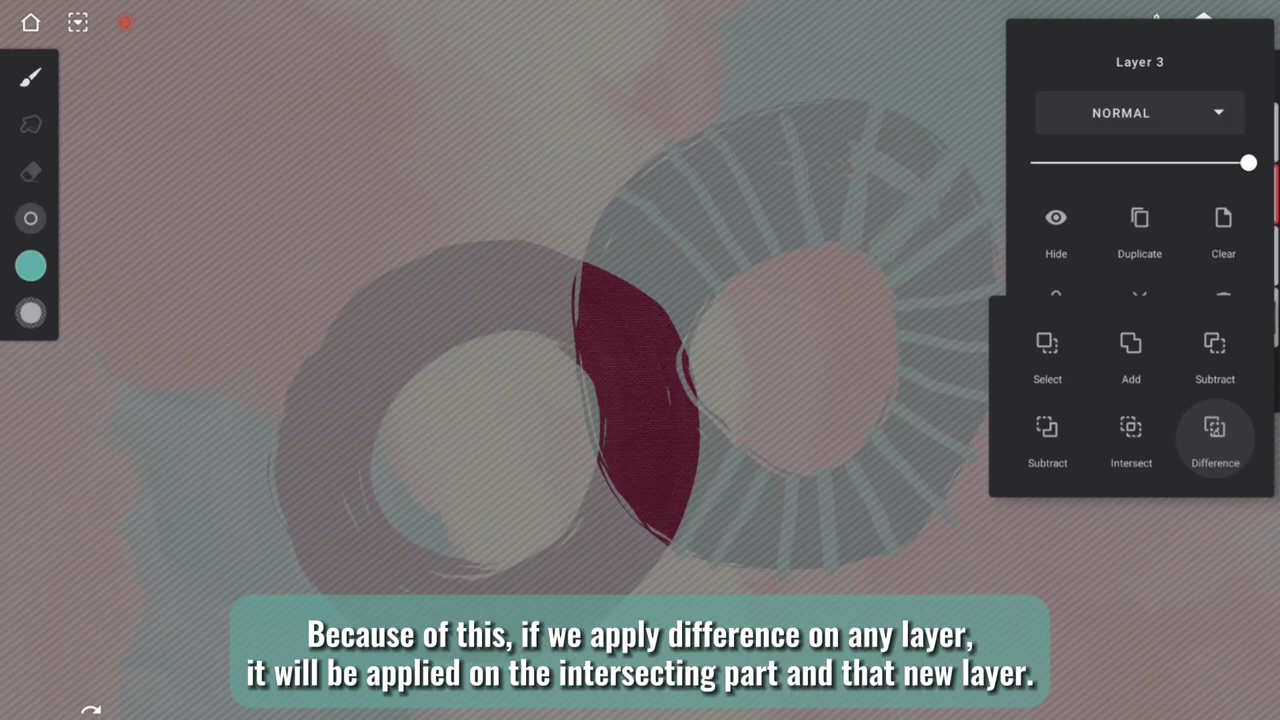 Layer 3
NORMAL
Hide
Duplicate
Clear
Select
Add
Subtract
Subtract
Intersect
Difference
Because of this, if we apply difference on any layer,
it will be applied on the intersecting part and that new layer.